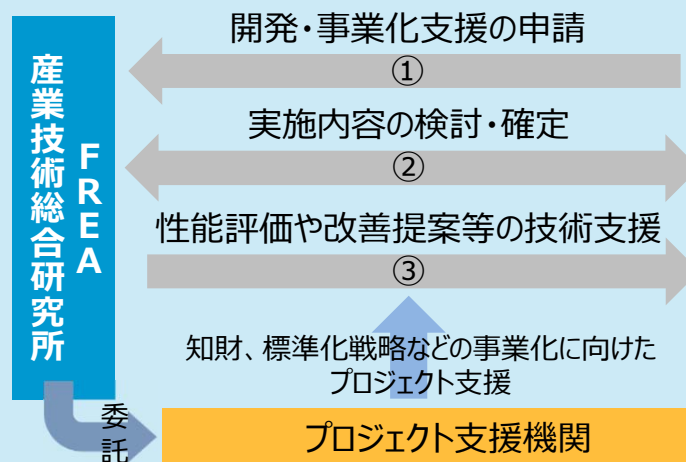 産業技術総合研究所
FREA
開発・事業化支援の申請
①
実施内容の検討・確定
②
性能評価や改善提案等の技術支援
③
知財、標準化戦略などの事業化に向けた
プロジェクト支援
委託
プロジェクト支援機関